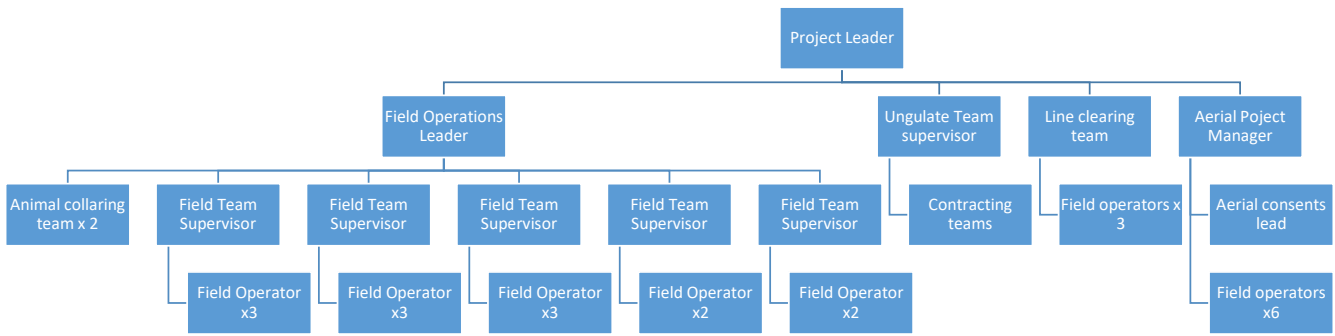 Project Leader
Field Operations
Leader
Ungulate Team
supervisor
Line clearing
team
Aerial Poject
Manager
Animal collaring
team x 2
Field Team
Supervisor
Field Team
Supervisor
Field Team
Supervisor
Field Team
Supervisor
Field Team
Supervisor
Contracting
teams
Field operators x
3
Aerial consents
lead
Field Operator
x3
Field Operator
x3
Field Operator
x3
Field Operator
x2
Field Operator
x2
Field operators
x6